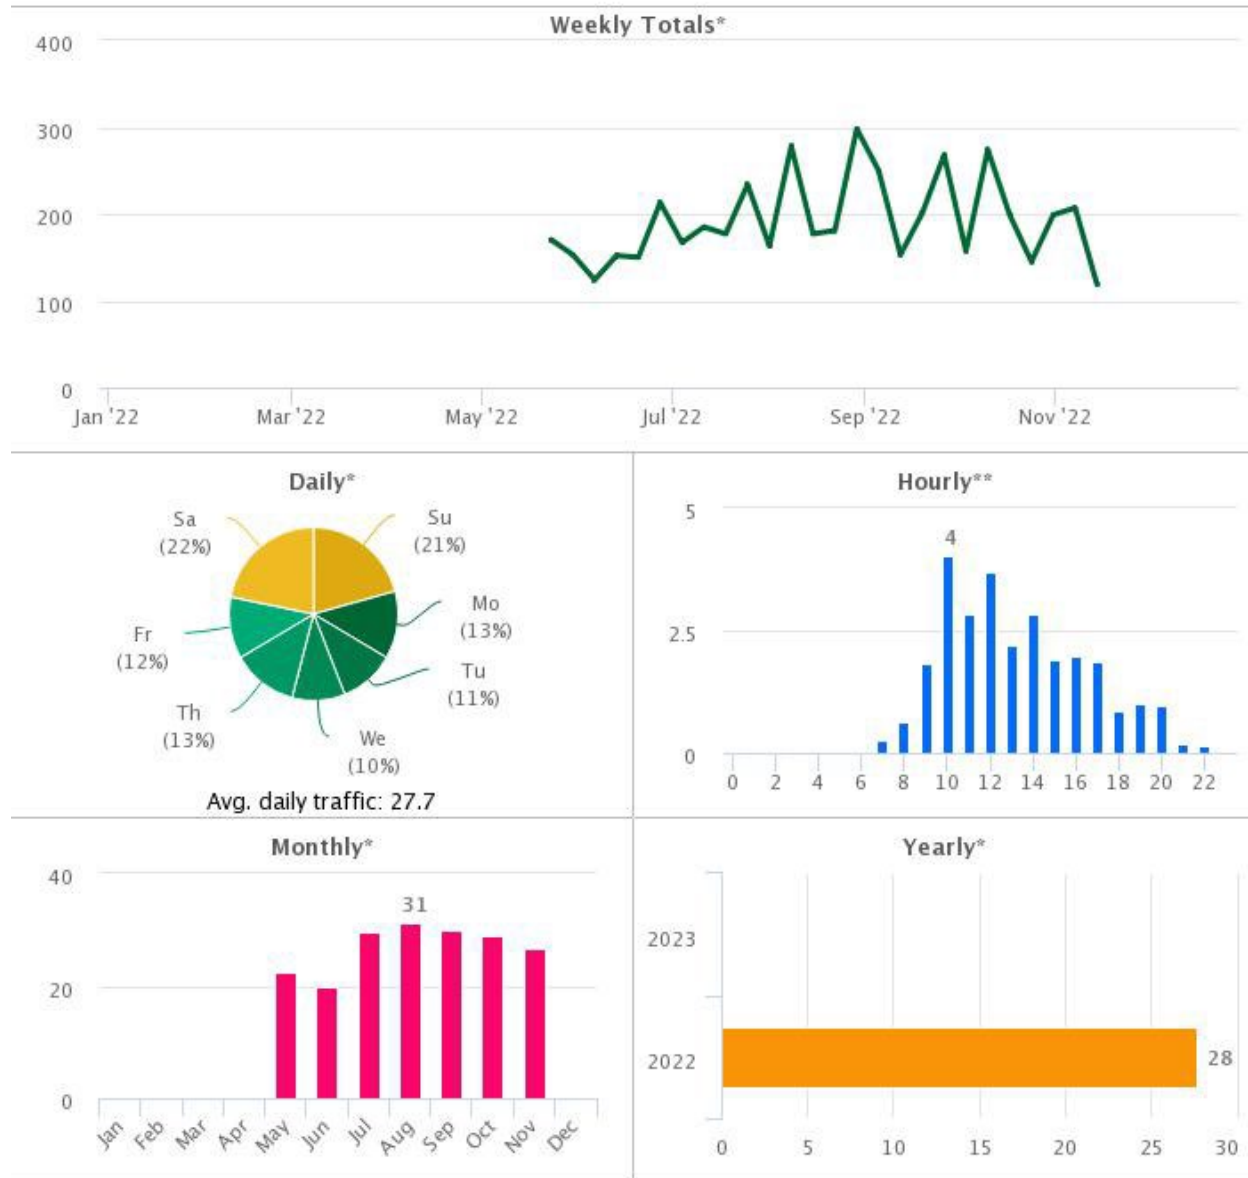 Weekly Totals*
400
300
200
100
0
Jan '22 Mar '22 May '22 Jul '22 Sep '22 Nov '22
Daily*
Sa
(22%)
Su
(21%)
Mo
(13%)
Tu
(11%)
We
(10%)
Th
(13%)
Fr
(12%)
Avg. daily traffic: 27.7
Hourly**
5
4
2.5
0
0 2 4 6 8 10 12 14 16 18 20 22
Monthly*
40
31
20
0
Jan Feb Mar Apr May Jun Jul Aug Sep Oct Nov Dec
Yearly*
2023
2022
28
0 5 10 15 20 25 30